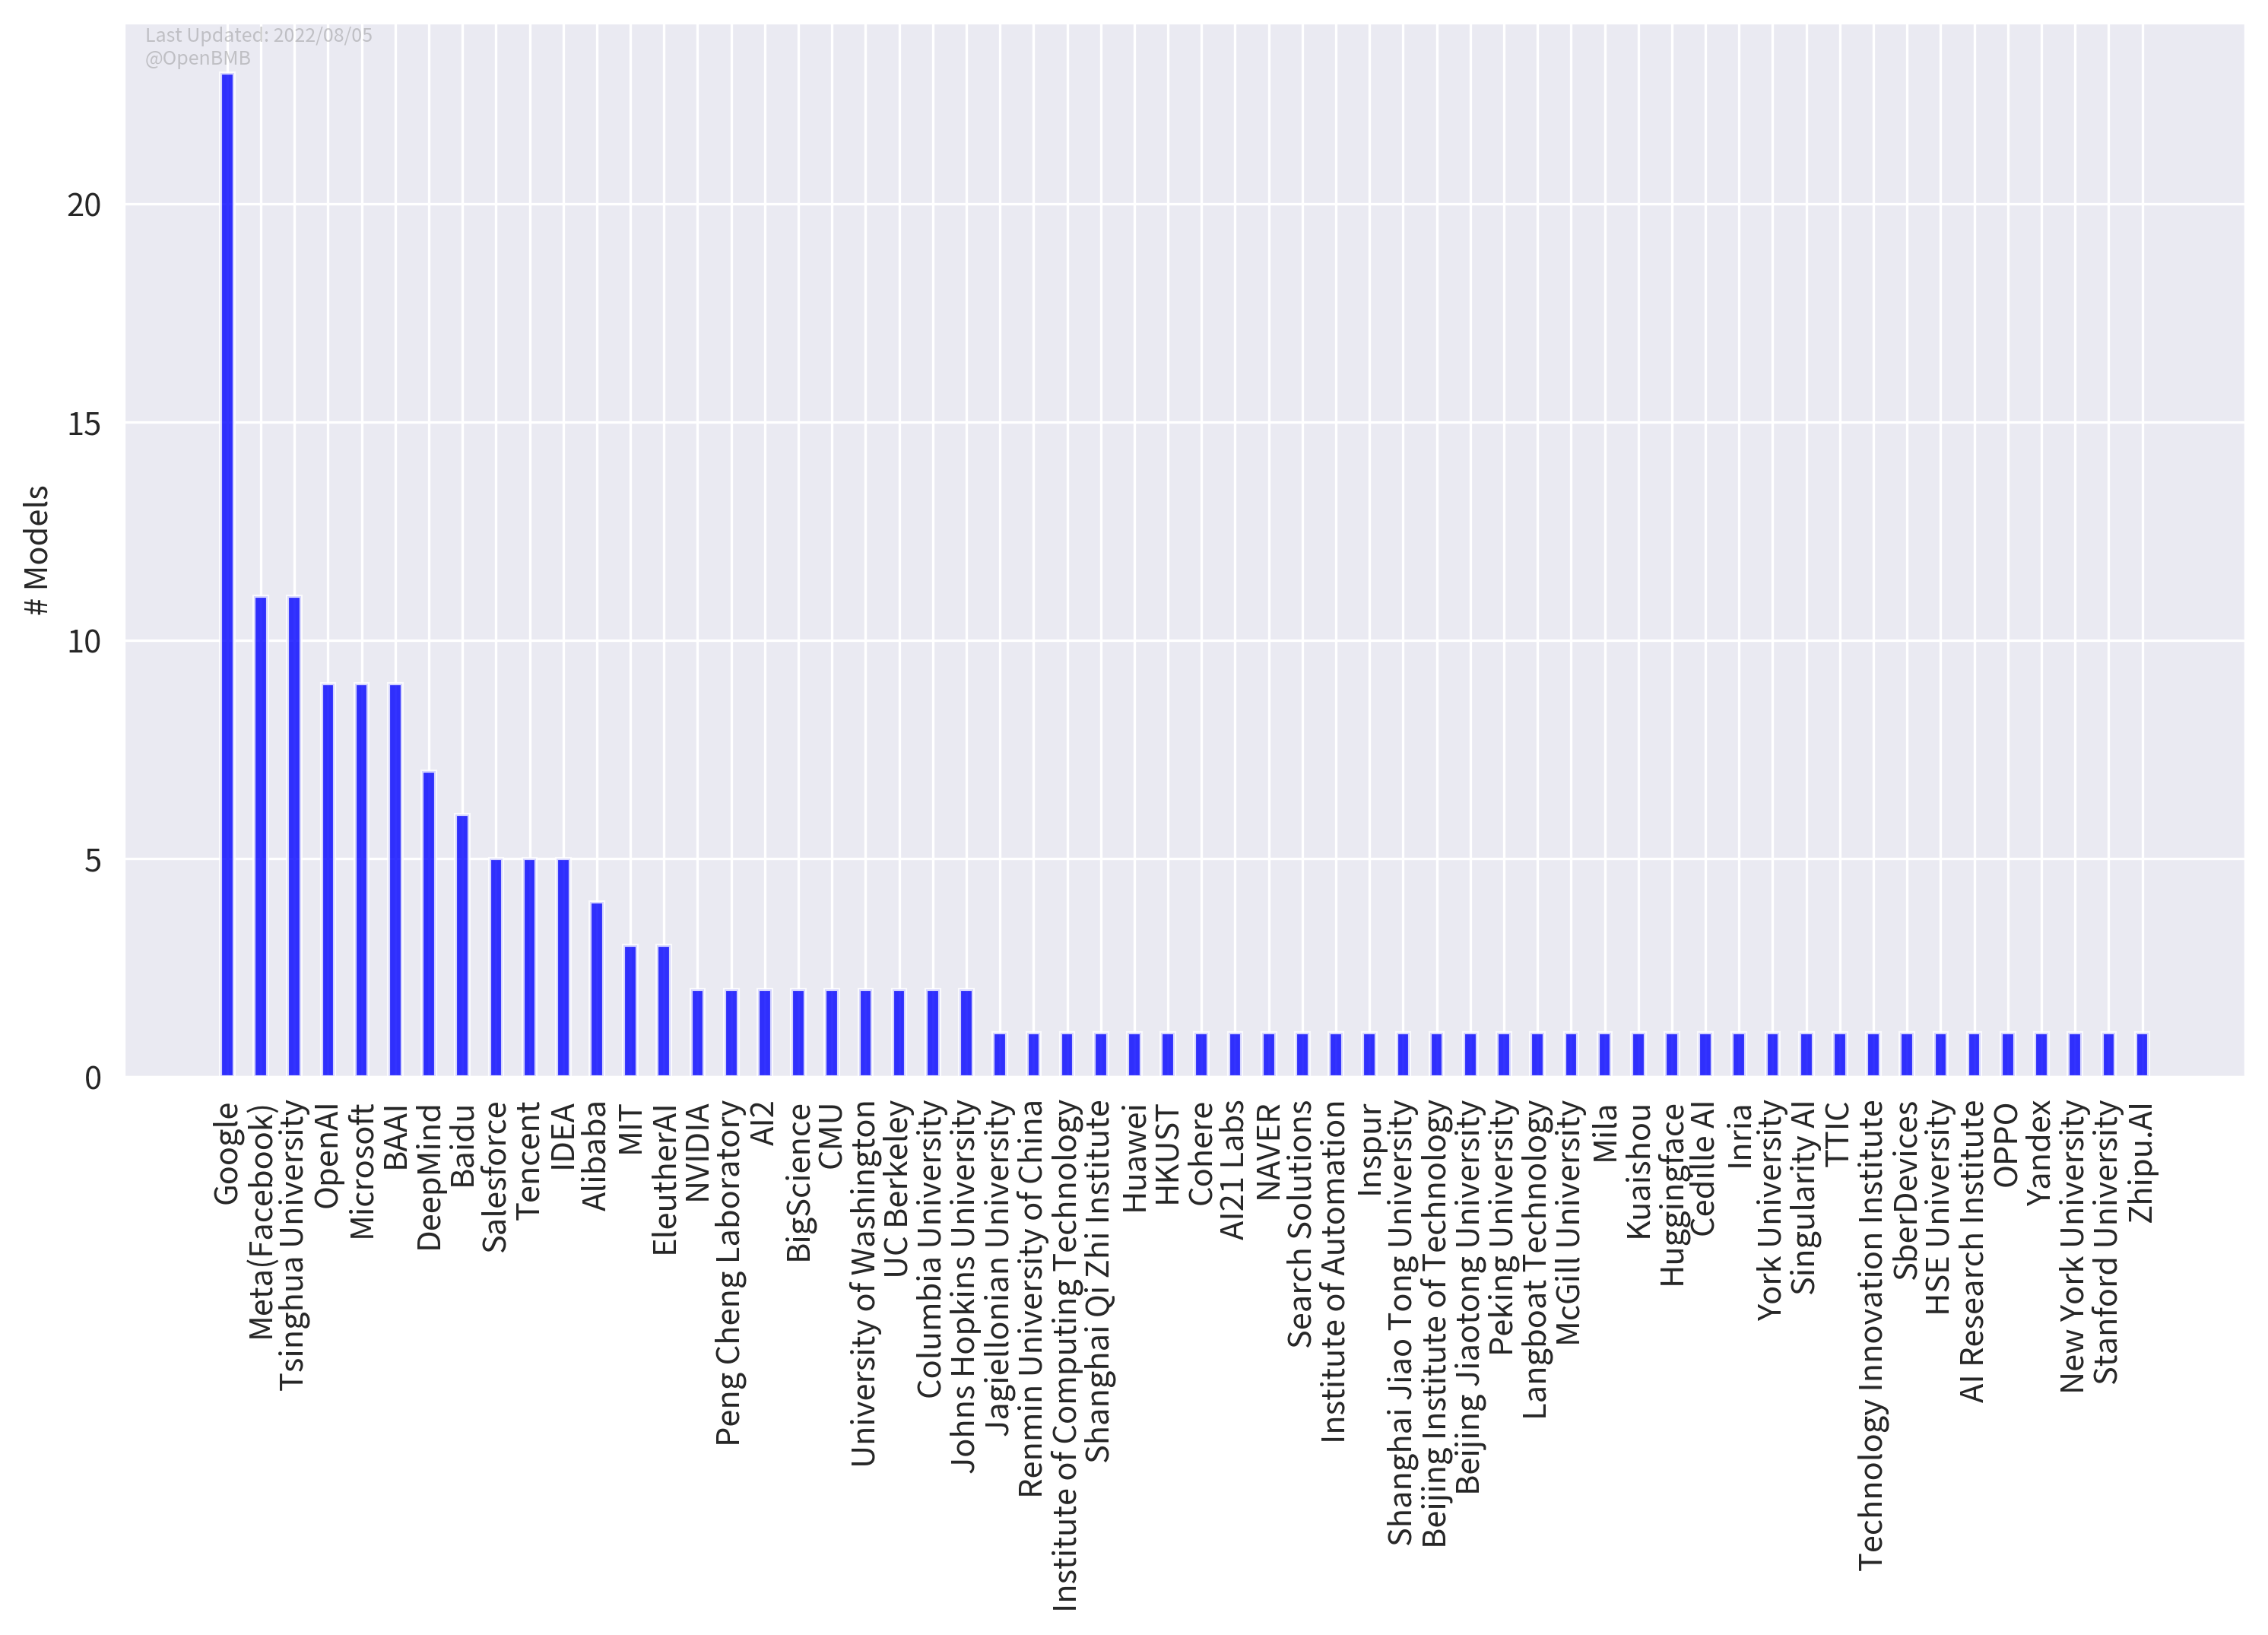 Last Updated: 2022/08/05
@OpenBMB
# Models
20
15
10
5
0
Google
Meta(Facebook)
Tsinghua University
OpenAI
Microsoft
BAAI
DeepMind
Baidu
Salesforce
Tencent
IDEA
Alibaba
MIT
EleutherAI
NVIDIA
Peng Cheng Laboratory
AI2
BigScience
CMU
University of Washington
UC Berkeley
Columbia University
Johns Hopkins University
Jagiellonian University
Renmin University of China
Institute of Computing Technology
Shanghai Qi Zhi Institute
Huawei
HKUST
Cohere
AI21 Labs
NAVER
Search Solutions
Institute of Automation
Inspur
Shanghai Jiao Tong University
Beijing Institute of Technology
Beijing Jiaotong University
Peking University
Langboat Technology
McGill University
Mila
Kuaishou
Huggingface
Cedille AI
Inria
York University
Singularity AI
TTIC
Technology Innovation Institute
SberDevices
HSE University
AI Research Institute
OPPO
Yandex
New York University
Stanford University
Zhipu.AI